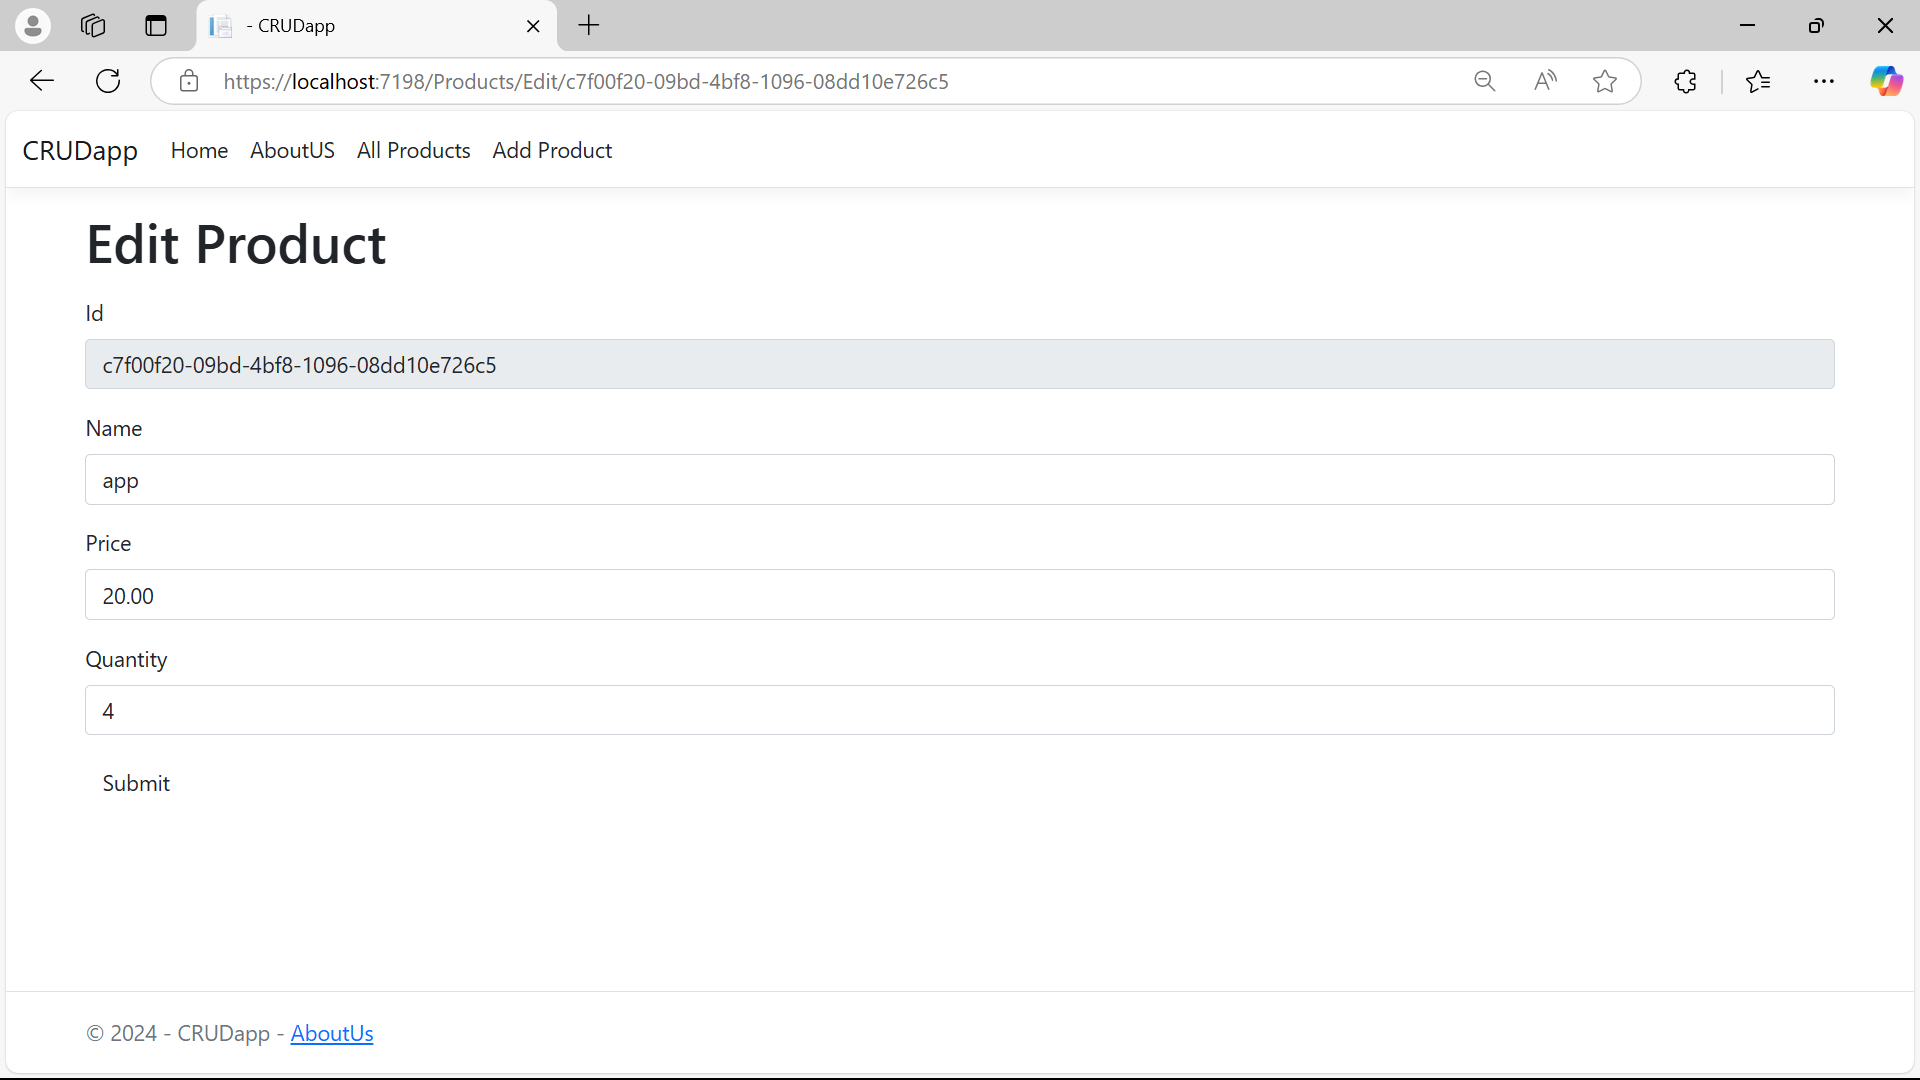 - CRUDapp
https://localhost:7198/Products/Edit/c7f00f20-09bd-4bf8-1096-08dd10e726c5
CRUDapp Home AboutUS All Products Add Product
Edit Product
Id
c7f00f20-09bd-4bf8-1096-08dd10e726c5
Name
app
Price
20.00
Quantity
4
Submit
© 2024 - CRUDapp - AboutUs